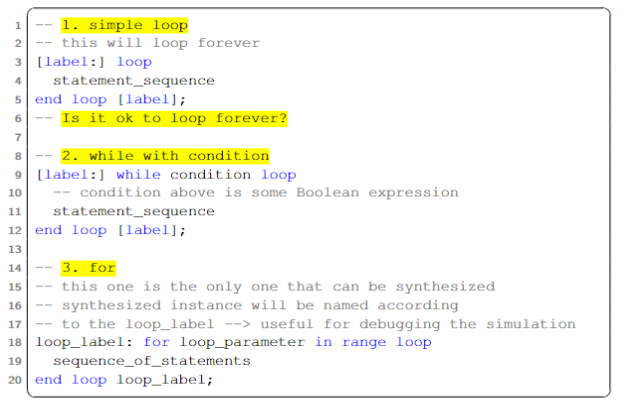 1 -- 1. simple loop
2 -- this will loop forever
3 [label:] loop
4 statement_sequence
5 end loop [label];
6 -- Is it ok to loop forever?
7
8 -- 2. while with condition
9 [label:] while condition loop
10 -- condition above is some Boolean expression
11 statement_sequence
12 end loop [label];
13
14 -- 3. for
15 -- this one is the only one that can be synthesized
16 -- synthesized instance will be named according
17 -- to the loop_label --> useful for debugging the simulation
18 loop_label: for loop_parameter in range loop
19 sequence_of_statements
20 end loop loop_label;